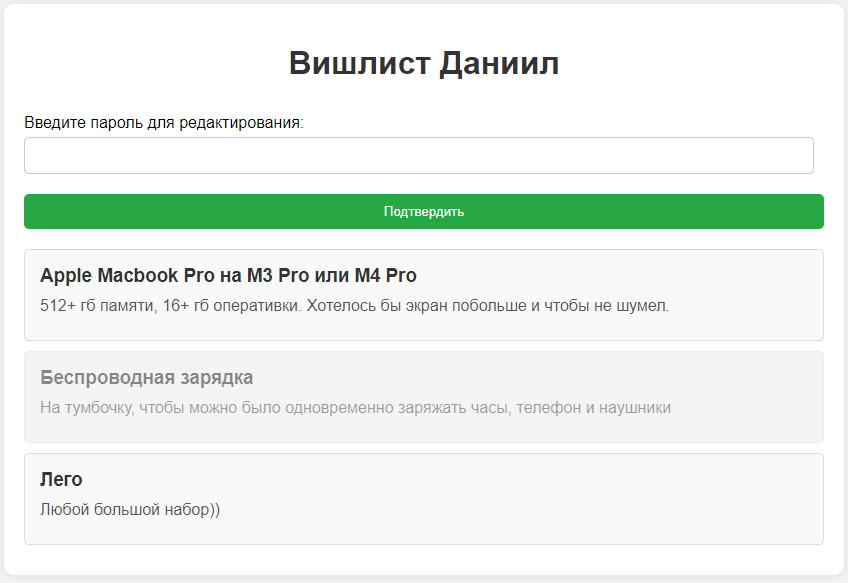 Вишлист Даниил
Введите пароль для редактирования:
Подтвердить
Apple Macbook Pro на M3 Pro или M4 Pro
512+ гб памяти, 16+ гб оперативки. Хотелось бы экран побольше и чтобы не шумел.
Беспроводная зарядка
На тумбочку, чтобы можно было одновременно заряжать часы, телефон и наушники
Лего
Любой большой набор))